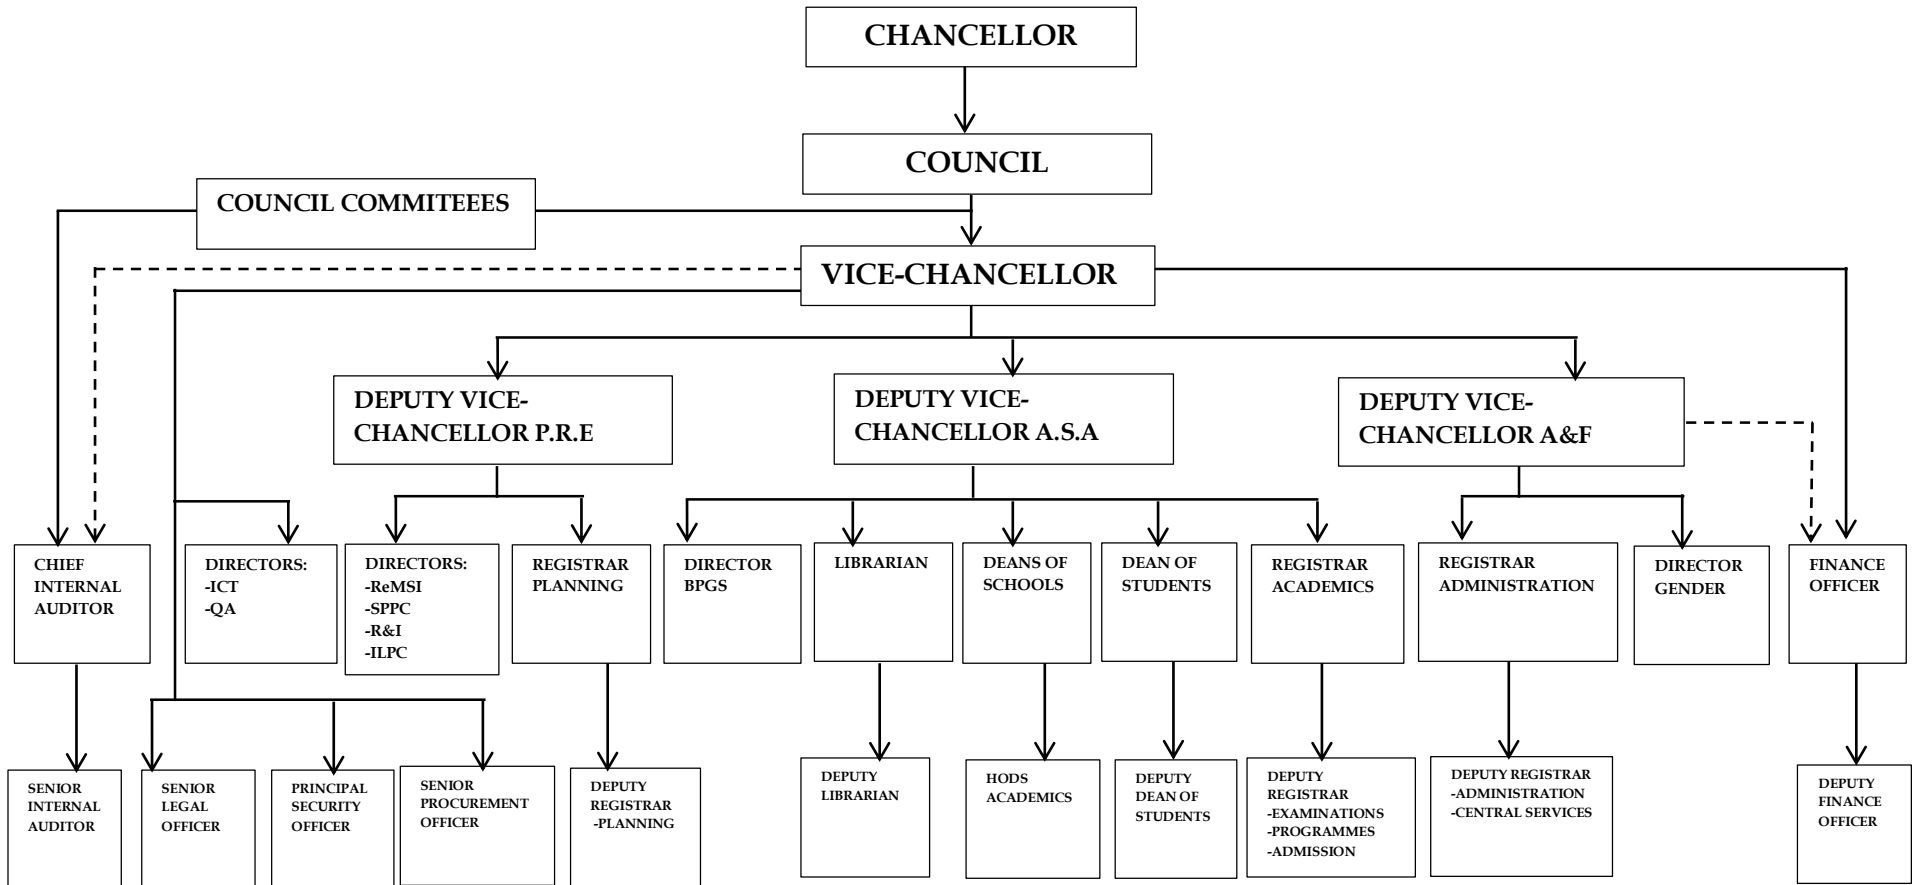 CHANCELLOR
COUNCIL
COUNCIL COMMITEEES
VICE-CHANCELLOR
DEPUTY VICE-
CHANCELLOR P.R.E
DEPUTY VICE-
CHANCELLOR A.S.A
DEPUTY VICE-
CHANCELLOR A&F
CHIEF
INTERNAL
AUDITOR
DIRECTORS:
-ICT
-QA
DIRECTORS:
-ReMSI
-SPPC
-R&I
-ILPC
REGISTRAR
PLANNING
DIRECTOR
BPGS
LIBRARIAN
DEANS OF
SCHOOLS
DEAN OF
STUDENTS
REGISTRAR
ACADEMICS
REGISTRAR
ADMINISTRATION
DIRECTOR
GENDER
FINANCE
OFFICER
SENIOR
INTERNAL
AUDITOR
SENIOR
LEGAL
OFFICER
PRINCIPAL
SECURITY
OFFICER
SENIOR
PROCUREMENT
OFFICER
DEPUTY
REGISTRAR
-PLANNING
DEPUTY
LIBRARIAN
HODS
ACADEMICS
DEPUTY
DEAN OF
STUDENTS
DEPUTY
REGISTRAR
-EXAMINATIONS
-PROGRAMMES
-ADMISSION
DEPUTY REGISTRAR
-ADMINISTRATION
-CENTRAL SERVICES
DEPUTY
FINANCE
OFFICER